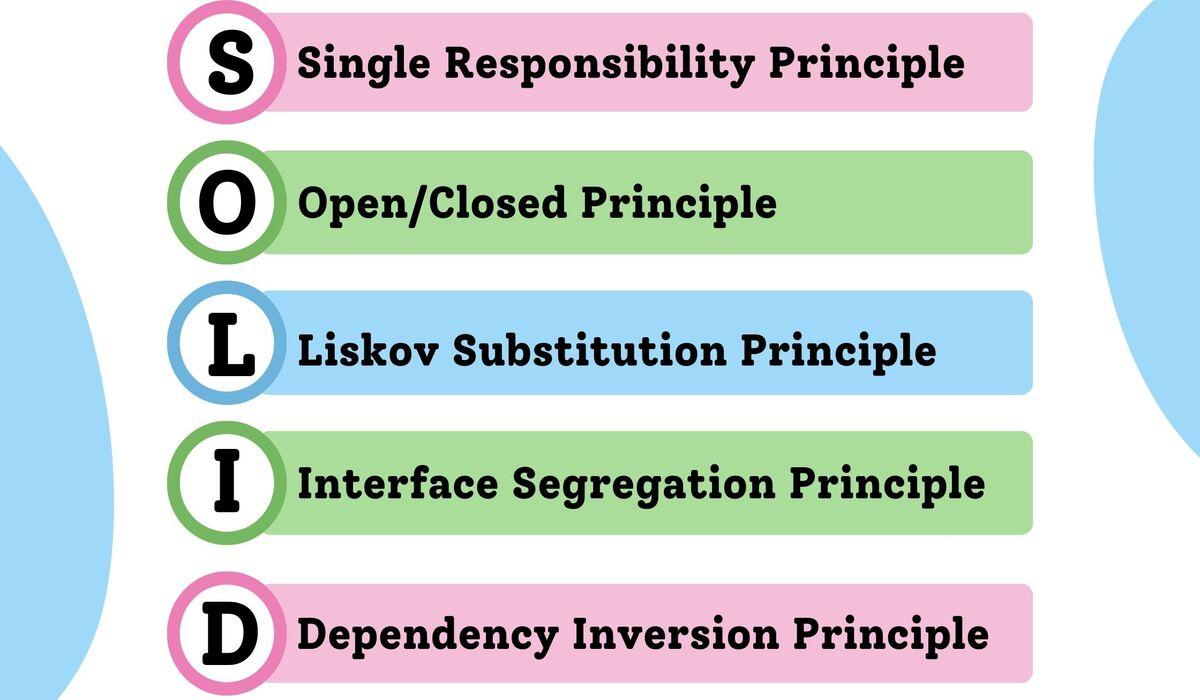 S Single Responsibility Principle
O Open/Closed Principle
L Liskov Substitution Principle
I Interface Segregation Principle
D Dependency Inversion Principle